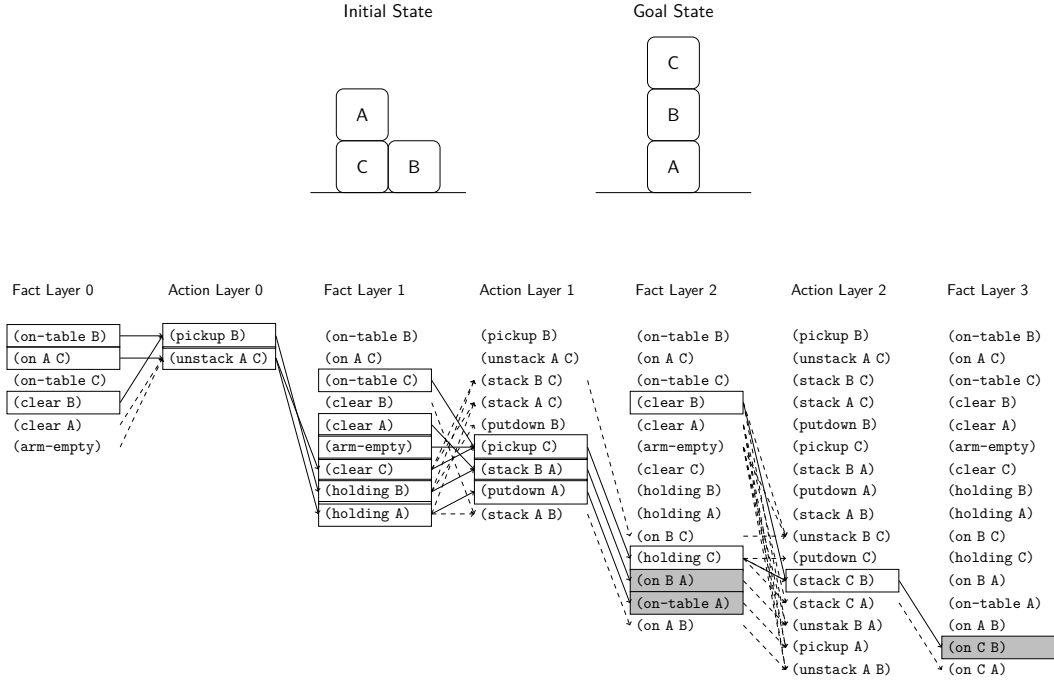 Initial State
Goal State
A
C
B
C
B
A
Fact Layer 0
Action Layer 0
Fact Layer 1
Action Layer 1
Fact Layer 2
Action Layer 2
Fact Layer 3
(on-table B)
(on A C)
(on-table C)
(clear B)
(clear A)
(arm-empty)
(pickup B)
(unstack A C)
(on-table B)
(on A C)
(on-table C)
(clear B)
(clear A)
(arm-empty)
(clear C)
(holding B)
(holding A)
(pickup B)
(unstack A C)
(stack B C)
(stack A C)
(putdown B)
(pickup C)
(stack B A)
(putdown A)
(stack A B)
(on-table B)
(on A C)
(on-table C)
(clear B)
(clear A)
(arm-empty)
(clear C)
(holding B)
(holding A)
(on B C)
(holding C)
(on B A)
(on-table A)
(on A B)
(pickup B)
(unstack A C)
(stack B C)
(stack A C)
(putdown B)
(pickup C)
(stack B A)
(putdown A)
(stack A B)
(unstack B C)
(putdown C)
(stack C B)
(stack C A)
(unstak B A)
(pickup A)
(unstack A B)
(on-table B)
(on A C)
(on-table C)
(clear B)
(clear A)
(arm-empty)
(clear C)
(holding B)
(holding A)
(on B C)
(holding C)
(on B A)
(on-table A)
(on A B)
(on C B)
(on C A)